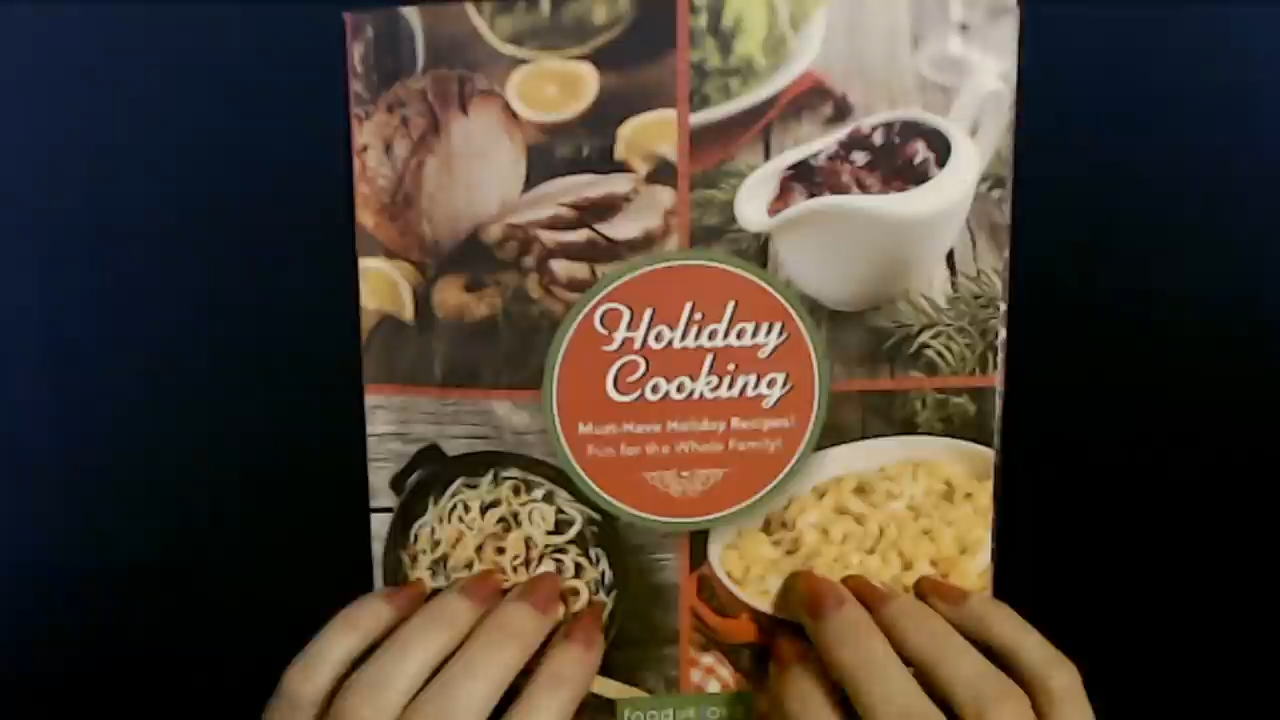 Holiday
Cooking
Must-Have Holiday Recipes!
Fun for the Whole Family!